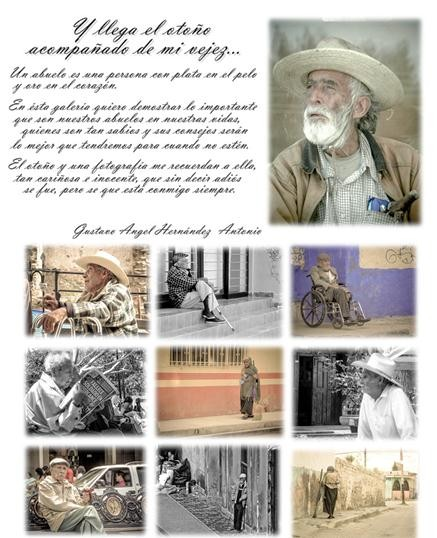 Y llega el otoño
acompañado de mi vejez...
Un abuelo es una persona con plata en el pelo
y oro en el corazón.
En ésta galería quiero demostrar lo importante
que son nuestros abuelos en nuestras vidas,
quienes son tan sabios y sus consejos serán
lo mejor que tendremos para cuando no estén.
El otoño y una fotografía me recuerdan a ella,
tan cariñosa e inocente, que sin decir adiós
se fue, pero se que esta conmigo siempre.
Gustavo Angel Hernández Antonio